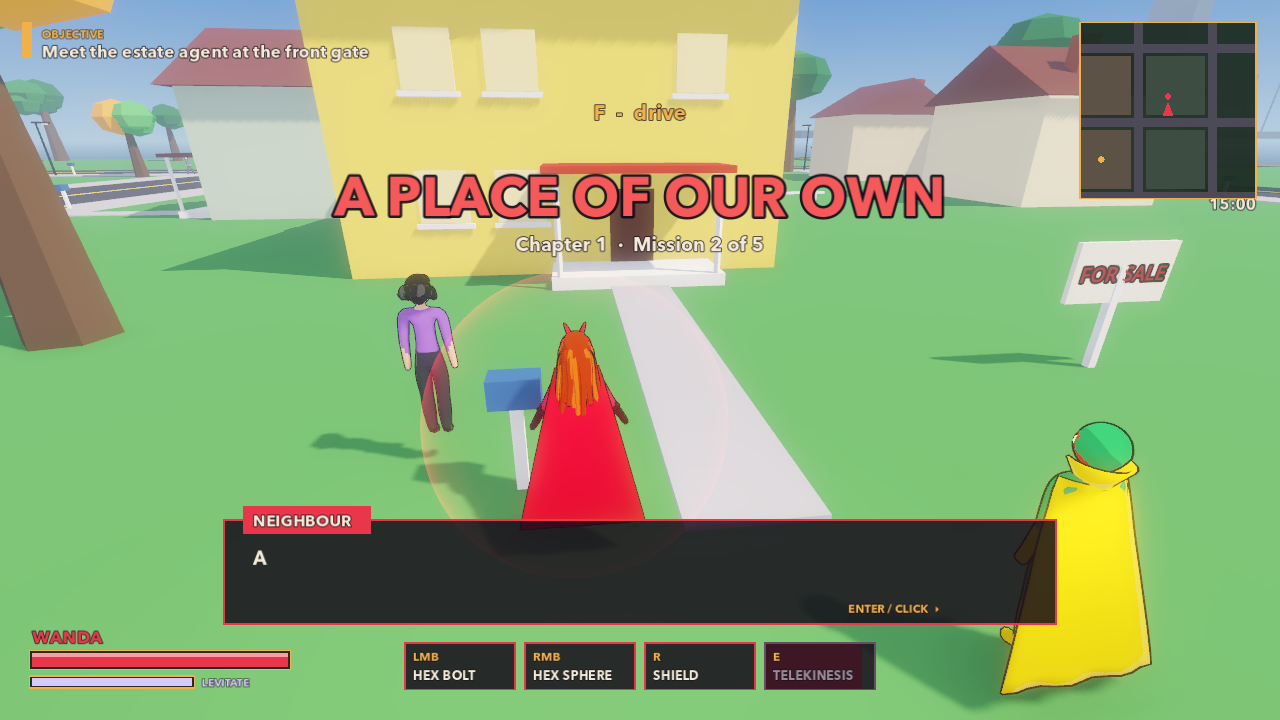 OBJECTIVE
Meet the estate agent at the front gate
F - drive
A PLACE OF OUR OWN
Chapter 1 · Mission 2 of 5
15:00
FOR SALE
NEIGHBOUR
A
ENTER / CLICK ›
WANDA
LEVITATE
LMB
HEX BOLT
RMB
HEX SPHERE
R
SHIELD
E
TELEKINESIS